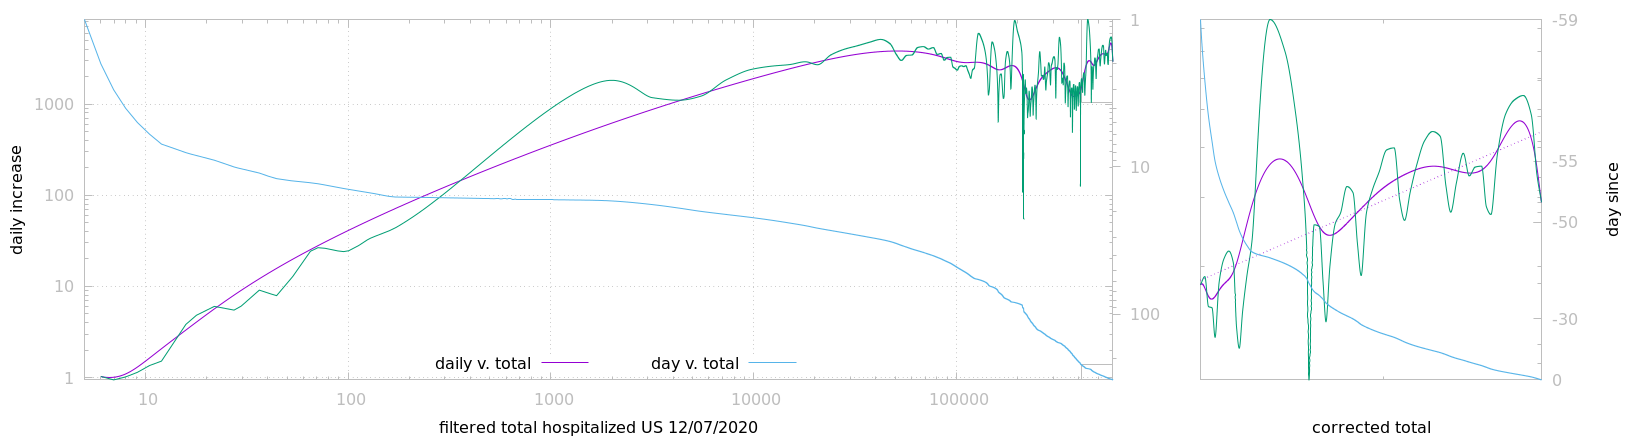 daily increase
1000
100
10
1
10
100
1000
10000
100000
1
10
100
daily v. total
day v. total
filtered total hospitalized US 12/07/2020
-59
-55
-50
-30
0
day since
corrected total